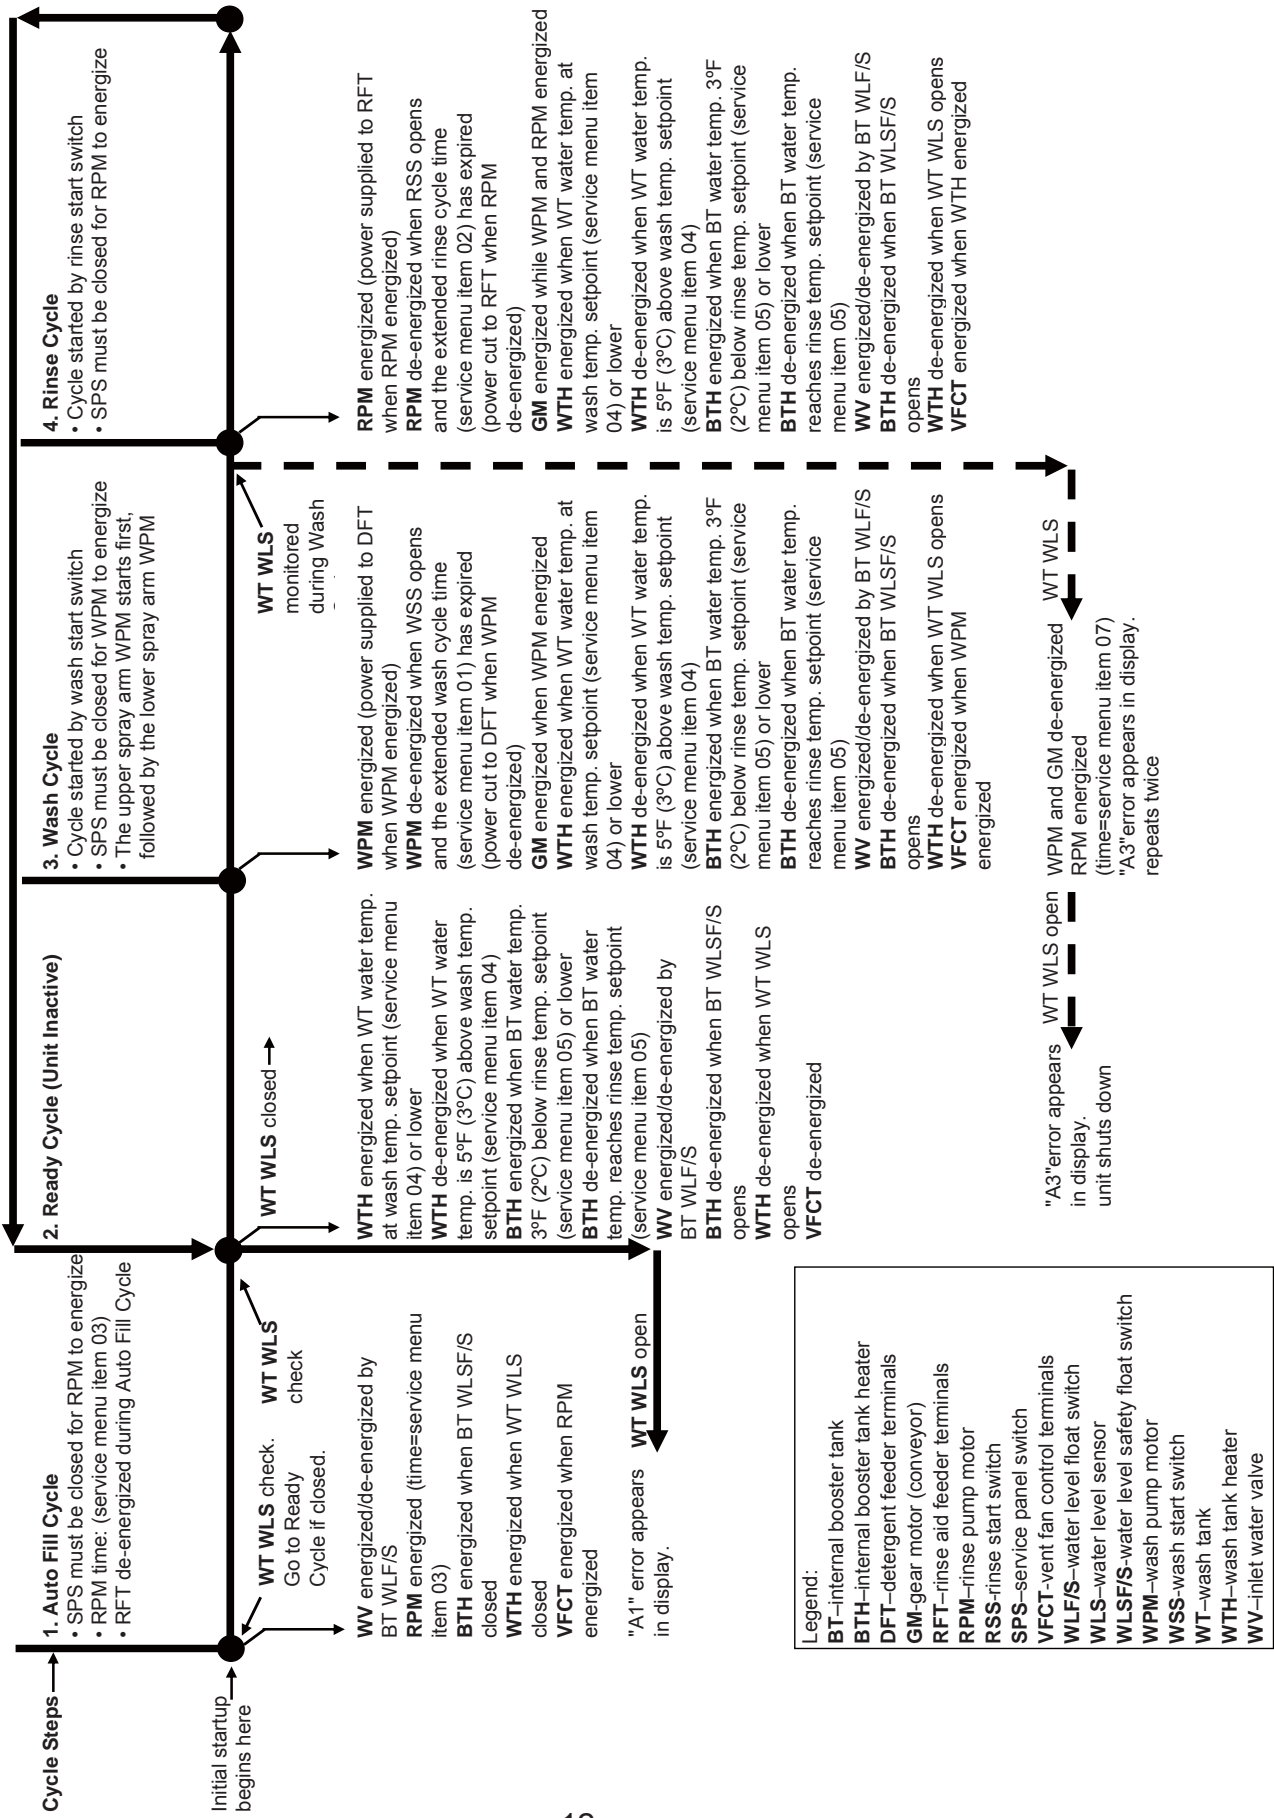 Cycle Steps
Initial startup
begins here
1. Auto Fill Cycle
• SPS must be closed for RPM to energize
• RPM time: (service menu item 03)
• RFT de-energized during Auto Fill Cycle
WT WLS check.
Go to Ready
Cycle if closed.
WT WLS
check
WV energized/de-energized by
BT WLF/S
RPM energized (time=service menu
item 03)
BTH energized when BT WLSF/S
closed
WTH energized when WT WLS
closed
VFCT energized when RPM
energized
"A1" error appears
in display.
WT WLS open
2. Ready Cycle (Unit Inactive)
WT WLS closed
WTH energized when WT water temp.
at wash temp. setpoint (service menu
item 04) or lower
WTH de-energized when WT water
temp. is 5ºF (3ºC) above wash temp.
setpoint (service menu item 04)
BTH energized when BT water temp.
3ºF (2ºC) below rinse temp. setpoint
(service menu item 05) or lower
BTH de-energized when BT water
temp. reaches rinse temp. setpoint
(service menu item 05)
WV energized/de-energized by
BT WLF/S
BTH de-energized when BT WLSF/S
opens
WTH de-energized when WT WLS
opens
VFCT de-energized
3. Wash Cycle
• Cycle started by wash start switch
• SPS must be closed for WPM to energize
• The upper spray arm WPM starts first,
followed by the lower spray arm WPM
WT WLS
monitored
during Wash
WPM energized (power supplied to DFT
when WPM energized)
WPM de-energized when WSS opens
and the extended wash cycle time
(service menu item 01) has expired
(power cut to DFT when WPM
de-energized)
GM energized when WPM energized
WTH energized when WT water temp. at
wash temp. setpoint (service menu item
04) or lower
WTH de-energized when WT water temp.
is 5ºF (3ºC) above wash temp. setpoint
(service menu item 04)
BTH energized when BT water temp. 3ºF
(2ºC) below rinse temp. setpoint (service
menu item 05) or lower
BTH de-energized when BT water temp.
reaches rinse temp. setpoint (service
menu item 05)
WV energized/de-energized by BT WLF/S
BTH de-energized when BT WLSF/S
opens
WTH de-energized when WT WLS opens
VFCT energized when WPM
energized
4. Rinse Cycle
• Cycle started by rinse start switch
• SPS must be closed for RPM to energize
RPM energized (power supplied to RFT
when RPM energized)
RPM de-energized when RSS opens
and the extended rinse cycle time
(service menu item 02) has expired
(power cut to RFT when RPM
de-energized)
GM energized while WPM and RPM energized
WTH energized when WT water temp. at
wash temp. setpoint (service menu item
04) or lower
WTH de-energized when WT water temp.
is 5ºF (3ºC) above wash temp. setpoint
(service menu item 04)
BTH energized when BT water temp. 3ºF
(2ºC) below rinse temp. setpoint (service
menu item 05) or lower
BTH de-energized when BT water temp.
reaches rinse temp. setpoint (service
menu item 05)
WV energized/de-energized by BT WLF/S
BTH de-energized when BT WLSF/S
opens
WTH de-energized when WT WLS opens
VFCT energized when WTH energized
"A3"error appears
in display.
unit shuts down
WT WLS open
WPM and GM de-energized
RPM energized
(time=service menu item 07)
"A3"error appears in display.
repeats twice
WT WLS
Legend:
BT–internal booster tank
BTH–internal booster tank heater
DFT–detergent feeder terminals
GM-gear motor (conveyor)
RFT–rinse aid feeder terminals
RPM–rinse pump motor
RSS-rinse start switch
SPS–service panel switch
VFCT-vent fan control terminals
WLF/S–water level float switch
WLS–water level sensor
WLSF/S-water level safety float switch
WPM–wash pump motor
WSS-wash start switch
WT–wash tank
WTH–wash tank heater
WV–inlet water valve